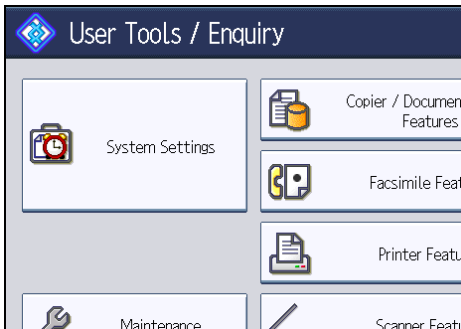 User Tools / Enquiry
System Settings
Copier / Documen
Features
Facsimile Feat
Printer Featu
Maintenance
Scanner Featu